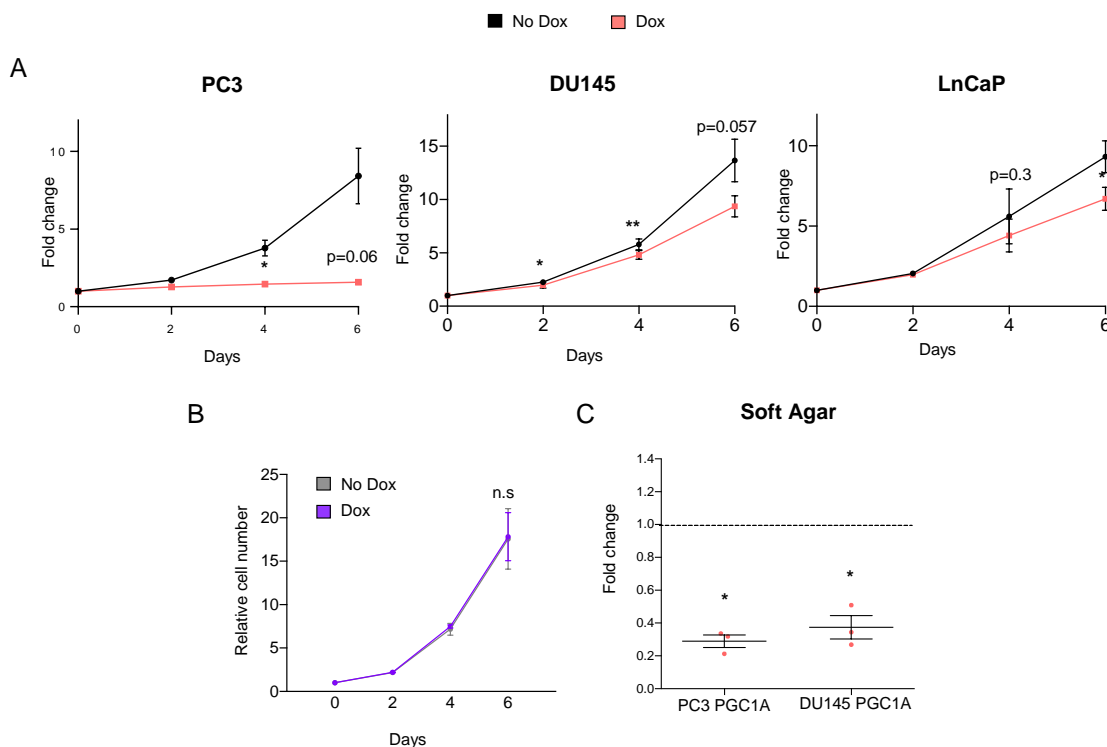 No Dox Dox
A
PC3
Fold change
10
5
0
0 2 4 6
Days
p=0.06
*
DU145
Fold change
15
10
5
0
0 2 4 6
Days
p=0.057
**
*
LnCaP
10
5
0
0 2 4 6
Days
p=0.3
*
Fold change
B
Relative cell number
25
20
15
10
5
0
0 2 4 6
Days
No Dox
Dox
n.s
C
Soft Agar
Fold change
1.4
1.2
1.0
0.8
0.6
0.4
0.2
0.0
*
*
PC3 PGC1A DU145 PGC1A